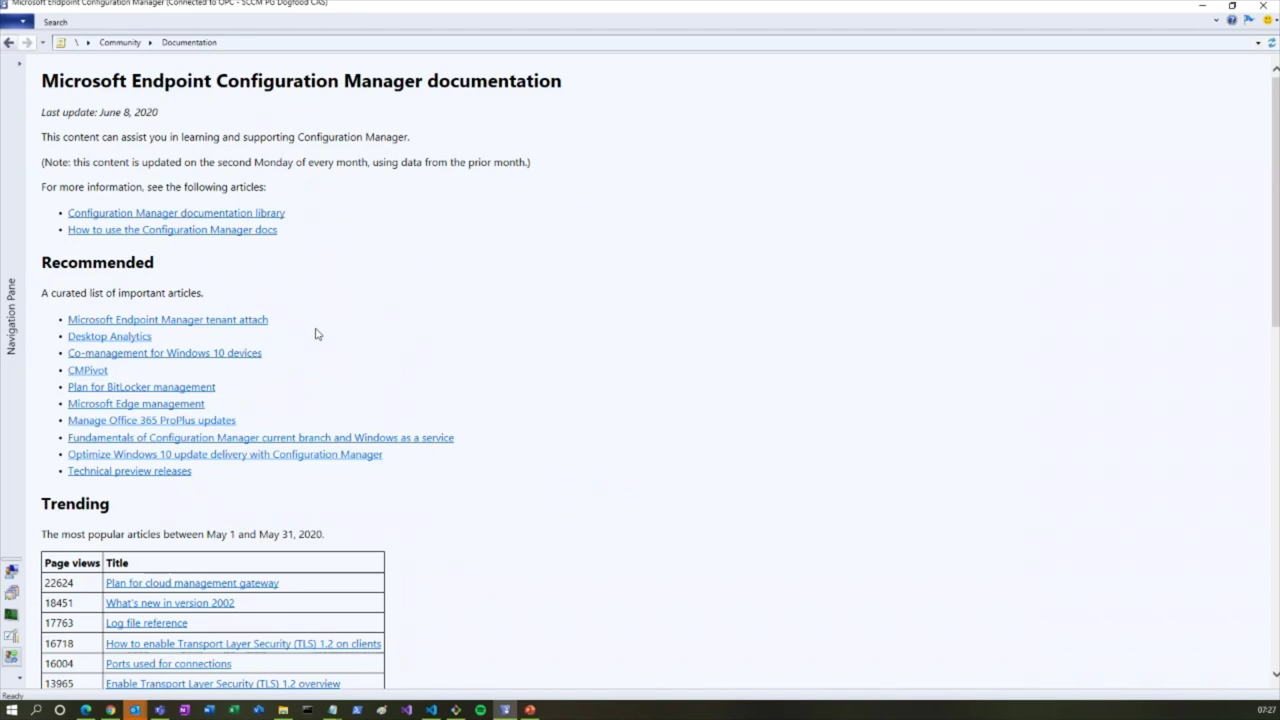 Microsoft Endpoint Configuration Manager (Connected to OPC - SCCM PG Dogfood CAS)
Search
\ Community Documentation
Navigation Pane
Microsoft Endpoint Configuration Manager documentation
Last update: June 8, 2020
This content can assist you in learning and supporting Configuration Manager.
(Note: this content is updated on the second Monday of every month, using data from the prior month.)
For more information, see the following articles:
• Configuration Manager documentation library
• How to use the Configuration Manager docs
Recommended
A curated list of important articles.
• Microsoft Endpoint Manager tenant attach
• Desktop Analytics
• Co-management for Windows 10 devices
• CMPivot
• Plan for BitLocker management
• Microsoft Edge management
• Manage Office 365 ProPlus updates
• Fundamentals of Configuration Manager current branch and Windows as a service
• Optimize Windows 10 update delivery with Configuration Manager
• Technical preview releases
Trending
The most popular articles between May 1 and May 31, 2020.
Page views Title
22624 Plan for cloud management gateway
18451 What's new in version 2002
17763 Log file reference
16718 How to enable Transport Layer Security (TLS) 1.2 on clients
16004 Ports used for connections
13965 Enable Transport Layer Security (TLS) 1.2 overview
Ready
07:27